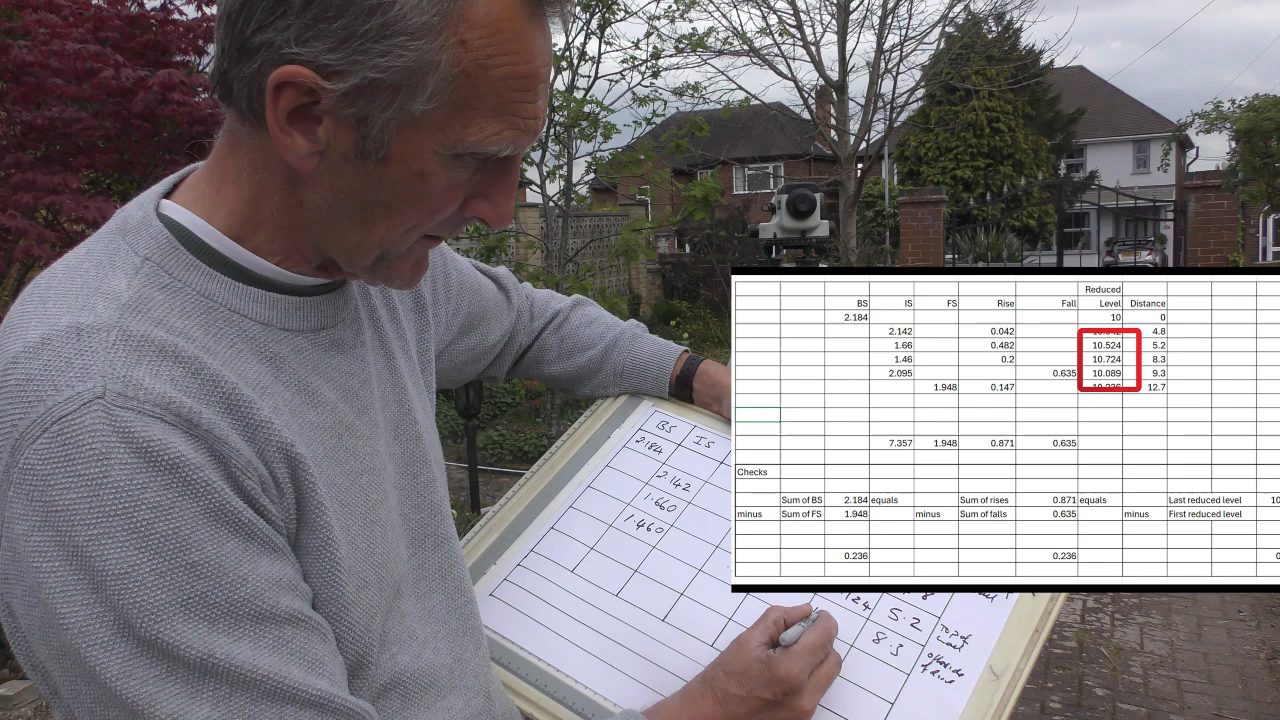 Reduced
BS IS FS Rise Fall Level Distance
2.184 10 0
2.142 0.042 4.8
1.66 0.482 10.524 5.2
1.46 0.2 10.724 8.3
2.095 0.635 10.089 9.3
1.948 0.147 12.7
7.357 1.948 0.871 0.635
Checks
Sum of BS 2.184 equals Sum of rises 0.871 equals Last reduced level 10
minus Sum of FS 1.948 minus Sum of falls 0.635 minus First reduced level
0.236 0.236 0
BS IS
2.184
2.142
1.660
1.460
5.2
8.3
Top of